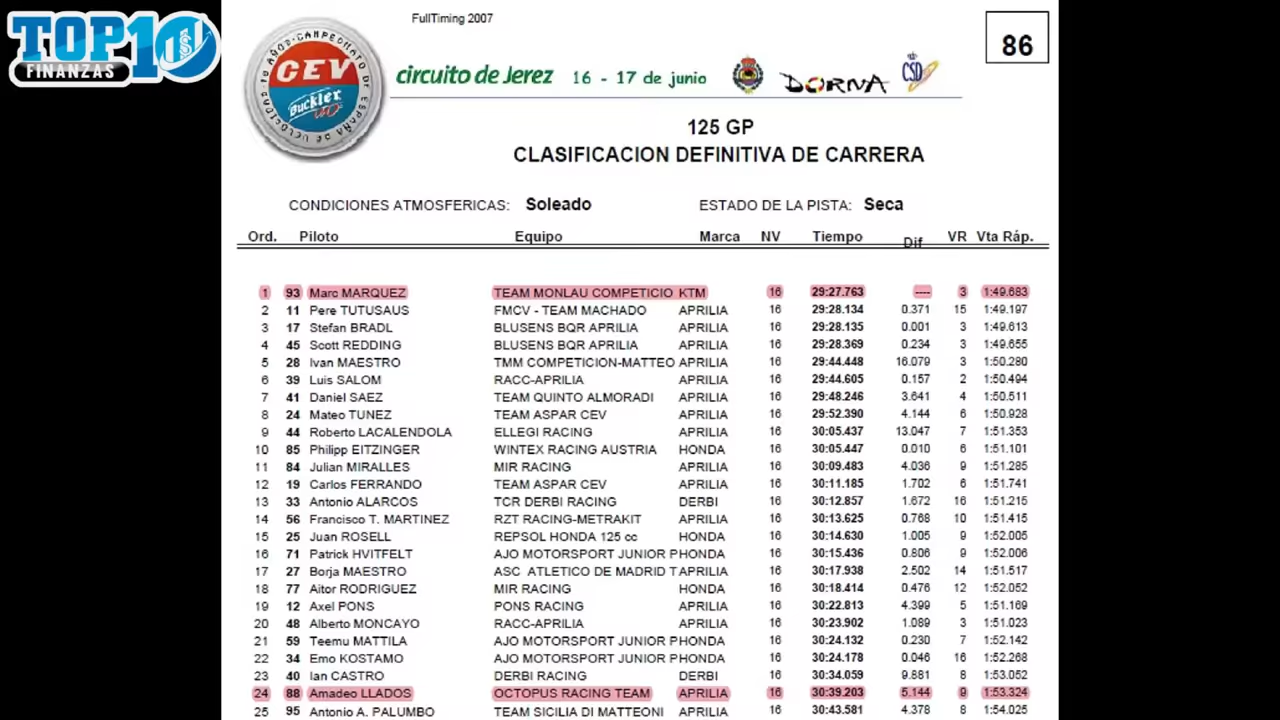 TOP10
FINANZAS
FullTiming 2007
86
10 AÑOS-CAMPEONATO DE ESPAÑA DE VELOCIDAD
CEV
Buckler
circuito de Jerez 16 - 17 de junio DORNA CSD
125 GP
CLASIFICACION DEFINITIVA DE CARRERA
CONDICIONES ATMOSFERICAS: Soleado ESTADO DE LA PISTA: Seca
Ord. Piloto Equipo Marca NV Tiempo Dif VR Vta Ráp.
1 93 Marc MARQUEZ TEAM MONLAU COMPETICIO KTM 16 29:27.763 ---- 3 1:49.683
2 11 Pere TUTUSAUS FMCV - TEAM MACHADO APRILIA 16 29:28.134 0.371 15 1:49.197
3 17 Stefan BRADL BLUSENS BQR APRILIA APRILIA 16 29:28.135 0.001 3 1:49.613
4 45 Scott REDDING BLUSENS BQR APRILIA APRILIA 16 29:28.369 0.234 3 1:49.655
5 28 Ivan MAESTRO TMM COMPETICION-MATTEO APRILIA 16 29:44.448 16.079 3 1:50.280
6 39 Luis SALOM RACC-APRILIA APRILIA 16 29:44.605 0.157 2 1:50.494
7 41 Daniel SAEZ TEAM QUINTO ALMORADI APRILIA 16 29:48.246 3.641 4 1:50.511
8 24 Mateo TUNEZ TEAM ASPAR CEV APRILIA 16 29:52.390 4.144 6 1:50.928
9 44 Roberto LACALENDOLA ELLEGI RACING APRILIA 16 30:05.437 13.047 7 1:51.353
10 85 Philipp EITZINGER WINTEX RACING AUSTRIA HONDA 16 30:05.447 0.010 6 1:51.101
11 84 Julian MIRALLES MIR RACING APRILIA 16 30:09.483 4.036 9 1:51.285
12 19 Carlos FERRANDO TEAM ASPAR CEV APRILIA 16 30:11.185 1.702 6 1:51.741
13 33 Antonio ALARCOS TCR DERBI RACING DERBI 16 30:12.857 1.672 16 1:51.215
14 56 Francisco T. MARTINEZ RZT RACING-METRAKIT APRILIA 16 30:13.625 0.768 10 1:51.415
15 25 Juan ROSELL REPSOL HONDA 125 cc HONDA 16 30:14.630 1.005 9 1:52.005
16 71 Patrick HVITFELT AJO MOTORSPORT JUNIOR P HONDA 16 30:15.436 0.806 9 1:52.006
17 27 Borja MAESTRO ASC ATLETICO DE MADRID T APRILIA 16 30:17.938 2.502 14 1:51.517
18 77 Aitor RODRIGUEZ MIR RACING HONDA 16 30:18.414 0.476 12 1:52.052
19 12 Axel PONS PONS RACING APRILIA 16 30:22.813 4.399 5 1:51.169
20 48 Alberto MONCAYO RACC-APRILIA APRILIA 16 30:23.902 1.089 3 1:51.023
21 59 Teemu MATTILA AJO MOTORSPORT JUNIOR P HONDA 16 30:24.132 0.230 7 1:52.142
22 34 Emo KOSTAMO AJO MOTORSPORT JUNIOR P HONDA 16 30:24.178 0.046 16 1:52.268
23 40 Ian CASTRO DERBI RACING DERBI 16 30:34.059 9.881 8 1:53.052
24 88 Amadeo LLADOS OCTOPUS RACING TEAM APRILIA 16 30:39.203 5.144 9 1:53.324
25 95 Antonio A. PALUMBO TEAM SICILIA DI MATTEONI APRILIA 16 30:43.581 4.378 8 1:54.025